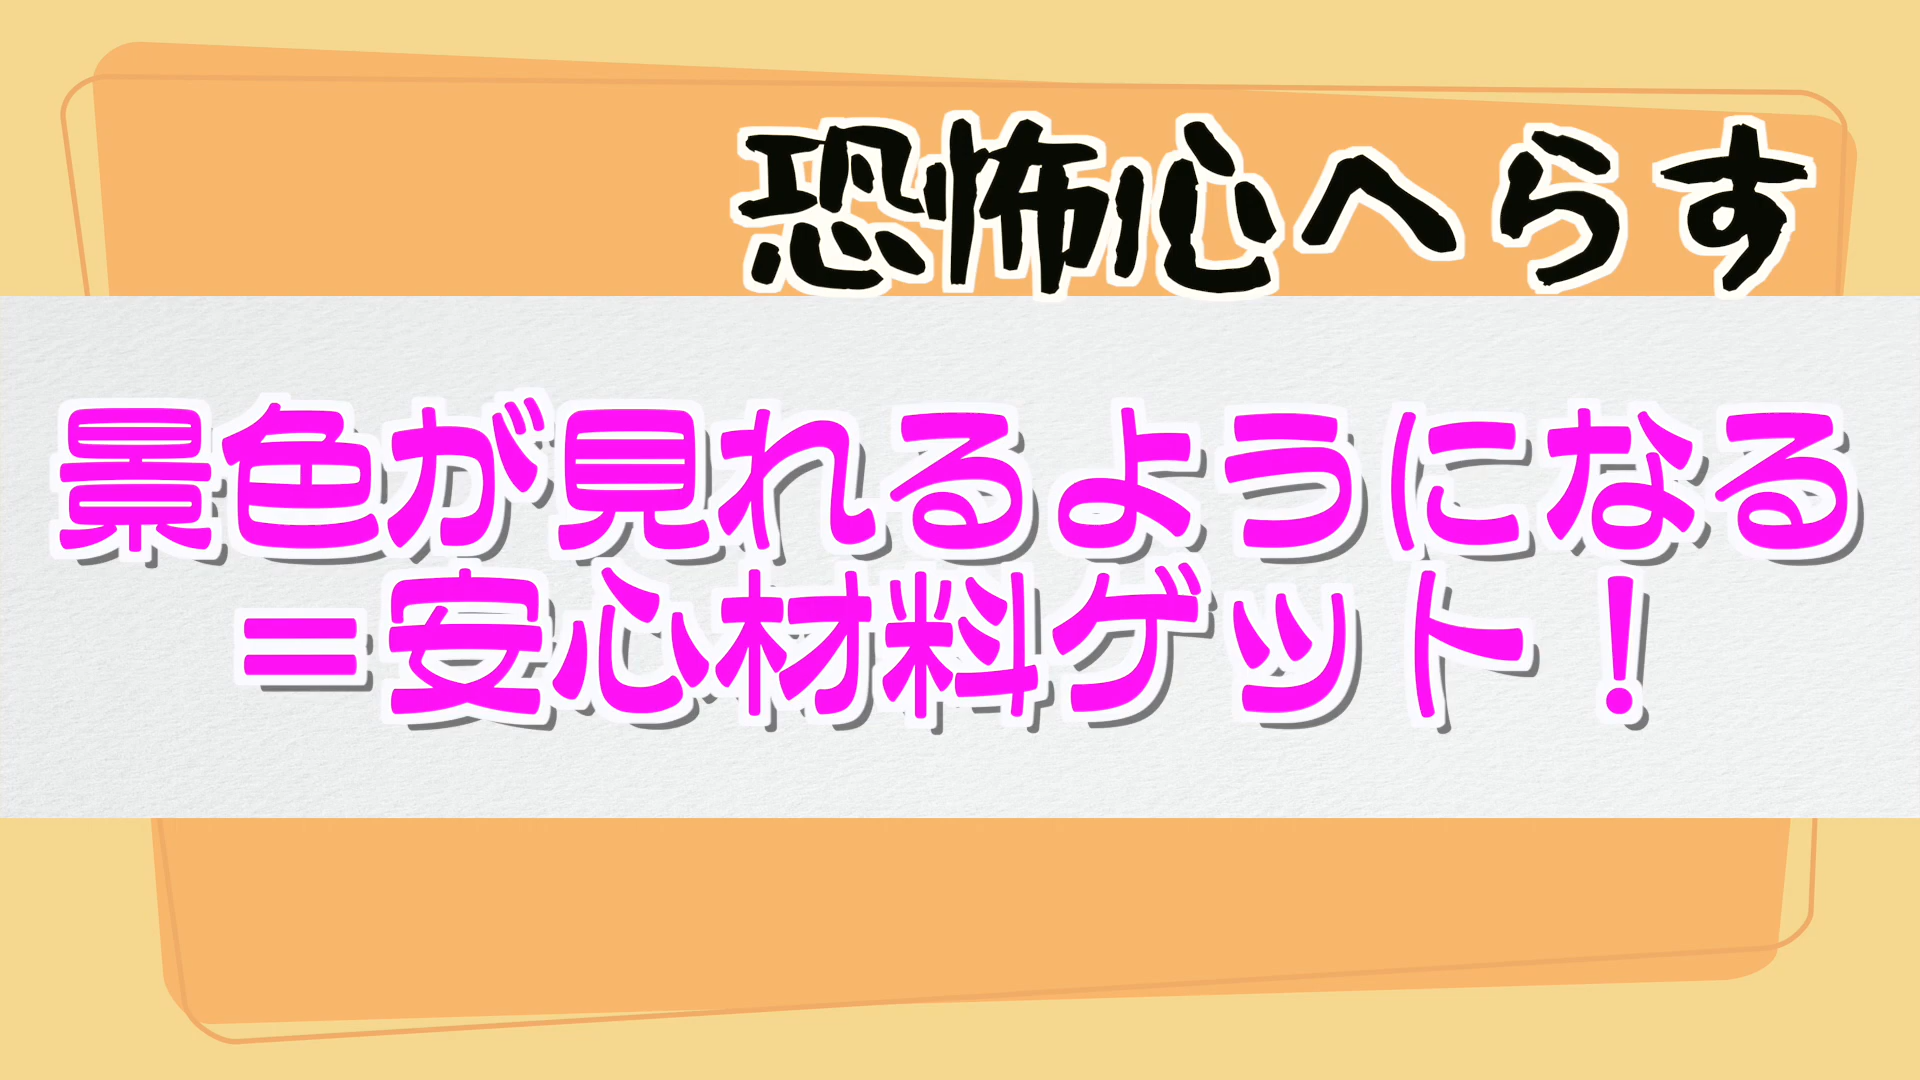 恐怖心へらす
景色が見れるようになる
=安心材料ゲット!